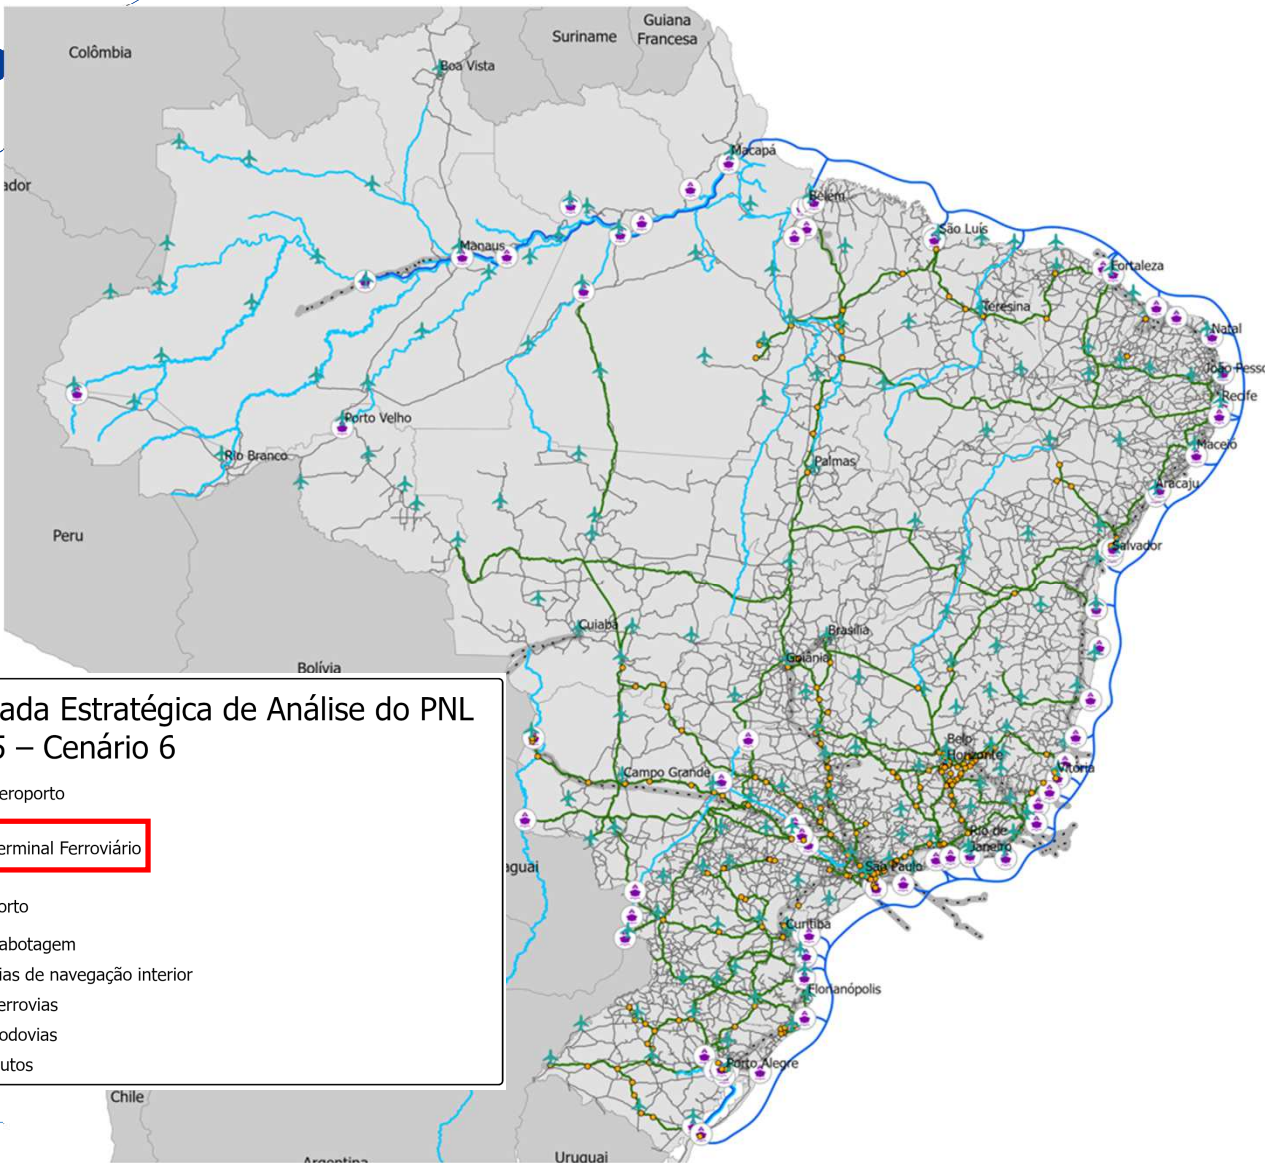 Guiana
Francesa
Suriname
Colômbia
Boa Vista
Macapá
ador
Belém
São Luís
Manaus
Fortaleza
Teresina
Natal
João Pesso
Recife
Porto Velho
Maceió
Rio Branco
Palmas
Aracaju
Peru
Salvador
Cuiabá
Brasília
Goiânia
Bolívia
ada Estratégica de Análise do PNL
5 – Cenário 6
Belo
Horizonte
Vitória
Campo Grande
eroporto
Rio de
Janeiro
erminal Ferroviário
São Paulo
aguai
orto
Curitiba
abotagem
ias de navegação interior
Florianópolis
errovias
odovias
utos
Porto Alegre
Chile
Argentina
Uruguai